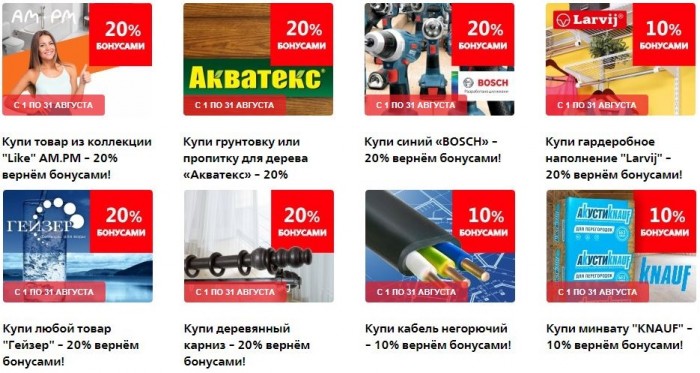 AM.PM
20%
БОНУСАМИ
С 1 ПО 31 АВГУСТА
Купи товар из коллекции
"Like" AM.PM – 20%
вернём бонусами!
20%
БОНУСАМИ
Акватекс®
С 1 ПО 31 АВГУСТА
Купи грунтовку или
пропитку для дерева
«Акватекс» – 20%
20%
БОНУСАМИ
BOSCH
С 1 ПО 31 АВГУСТА
Купи синий «BOSCH» –
20% вернём бонусами!
Larvij®
10%
БОНУСАМИ
С 1 ПО 31 АВГУСТА
Купи гардеробное
наполнение "Larvij" –
20% вернём бонусами!
ГЕЙЗЕР
20%
БОНУСАМИ
С 1 ПО 31 АВГУСТА
Купи любой товар
"Гейзер" – 20% вернём
бонусами!
20%
БОНУСАМИ
С 1 ПО 31 АВГУСТА
Купи деревянный
карниз – 20% вернём
бонусами!
10%
БОНУСАМИ
С 1 ПО 31 АВГУСТА
Купи кабель негорючий
– 10% вернём бонусами!
АКУСТИKNAUF
ДЛЯ ПЕРЕГОРОДОК
АКУСТИKNAUF
ДЛЯ ПЕРЕГОРОДОК
KNAUF
10%
БОНУСАМИ
С 1 ПО 31 АВГУСТА
Купи минвату "KNAUF" –
10% вернём бонусами!